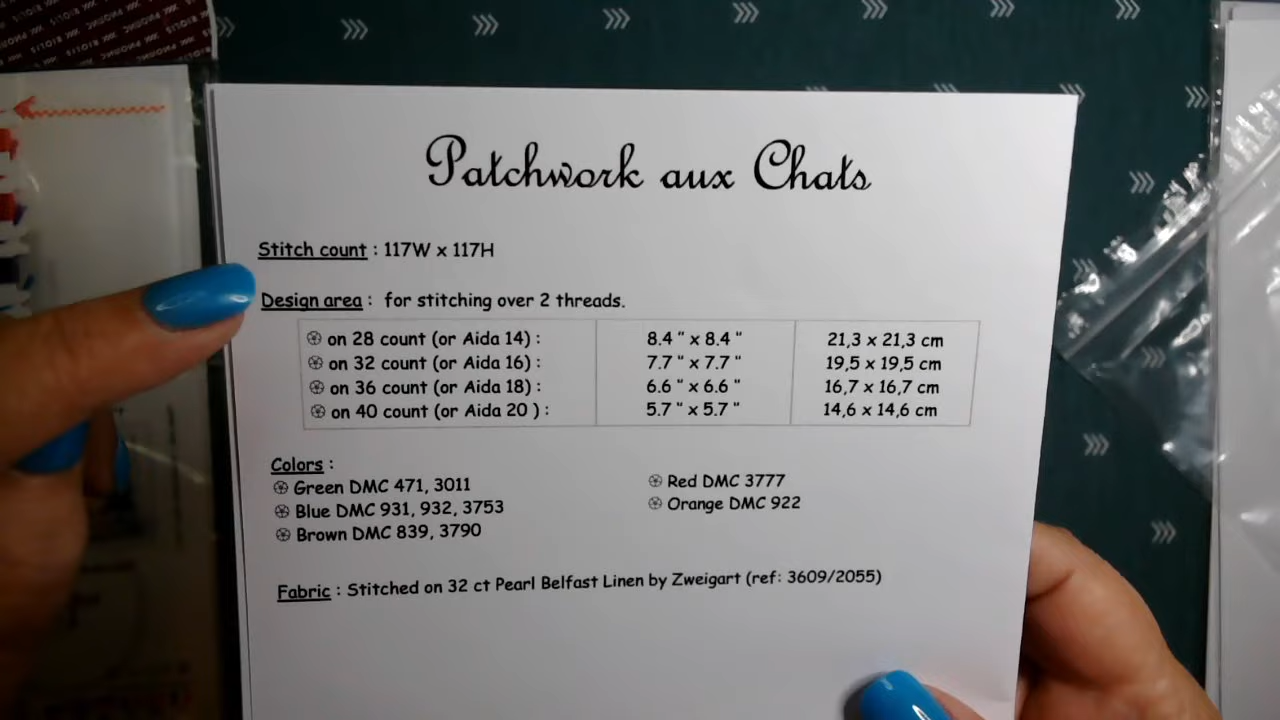 Patchwork aux Chats
Stitch count : 117W x 117H
Design area : for stitching over 2 threads.
on 28 count (or Aida 14) : 8.4 " x 8.4 " 21,3 x 21,3 cm
on 32 count (or Aida 16) : 7.7 " x 7.7 " 19,5 x 19,5 cm
on 36 count (or Aida 18) : 6.6 " x 6.6 " 16,7 x 16,7 cm
on 40 count (or Aida 20 ) : 5.7 " x 5.7 " 14,6 x 14,6 cm
Colors :
Green DMC 471, 3011
Blue DMC 931, 932, 3753
Brown DMC 839, 3790
Red DMC 3777
Orange DMC 922
Fabric : Stitched on 32 ct Pearl Belfast Linen by Zweigart (ref: 3609/2055)